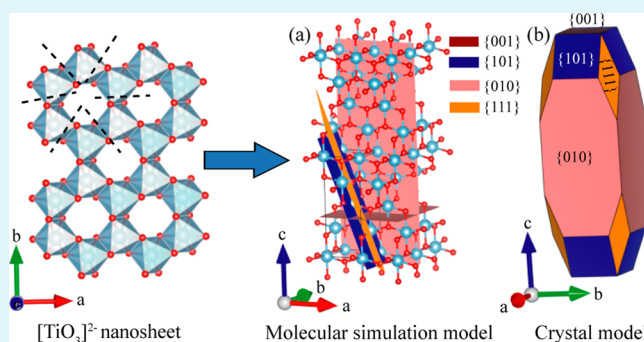 (a)
{001}
{101}
{010}
{111}
(b)
{001}
{101}
{010}
b
a
c
c
b
a
c
b
a
[TiO₃]²⁻ nanosheet
Molecular simulation model
Crystal mode